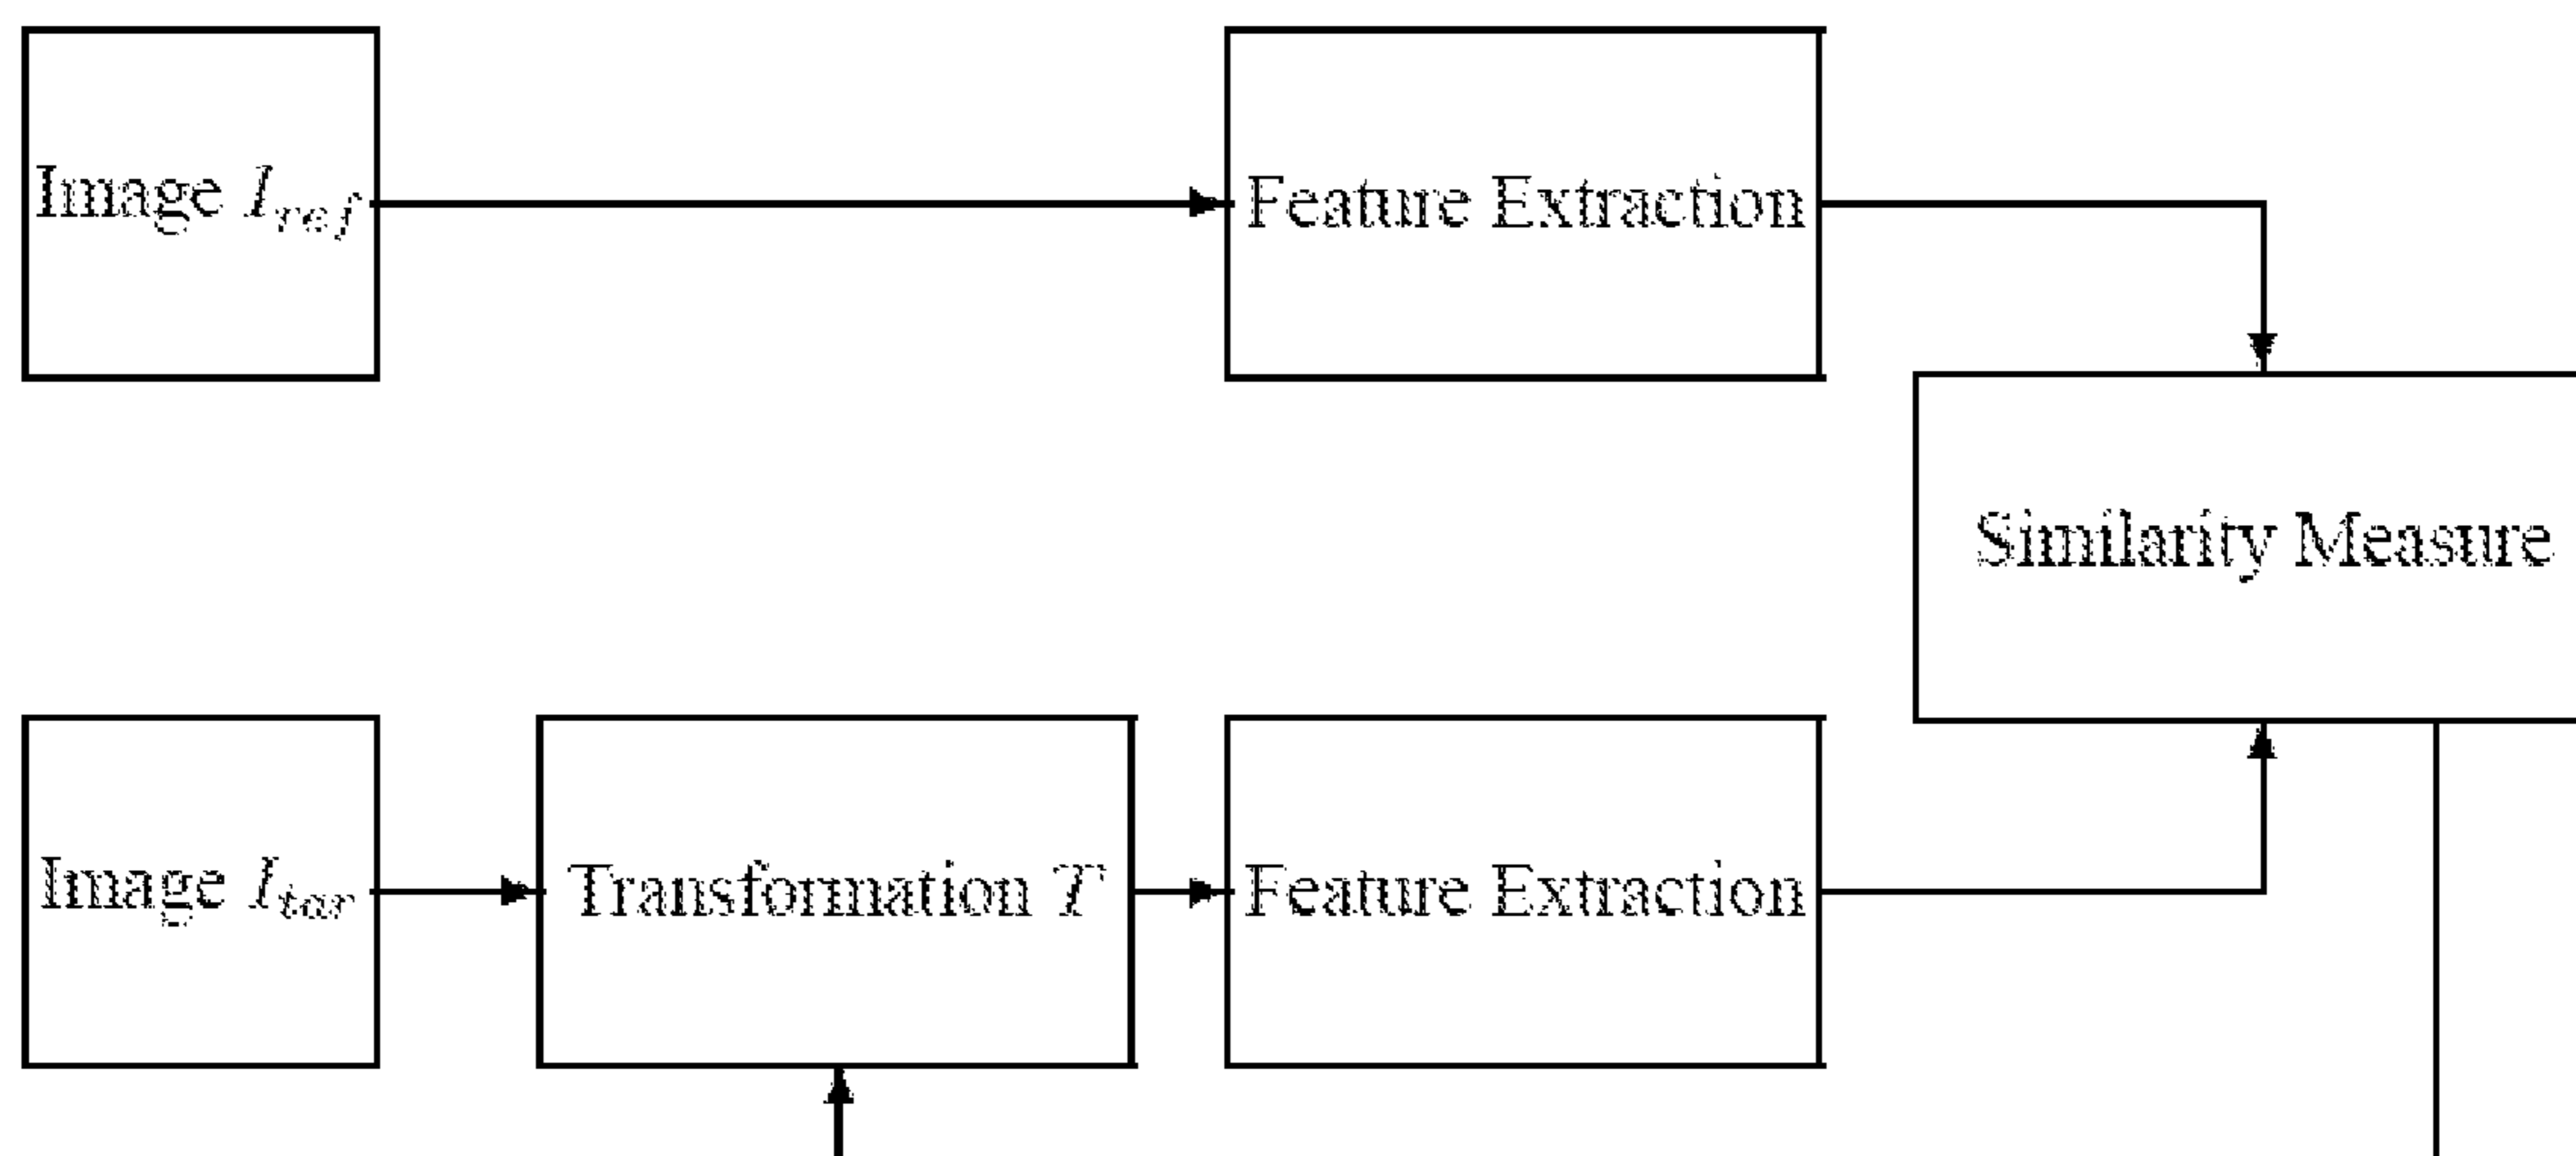 Image I_ref
Feature Extraction
Similarity Measure
Image I_tar
Transformation T
Feature Extraction